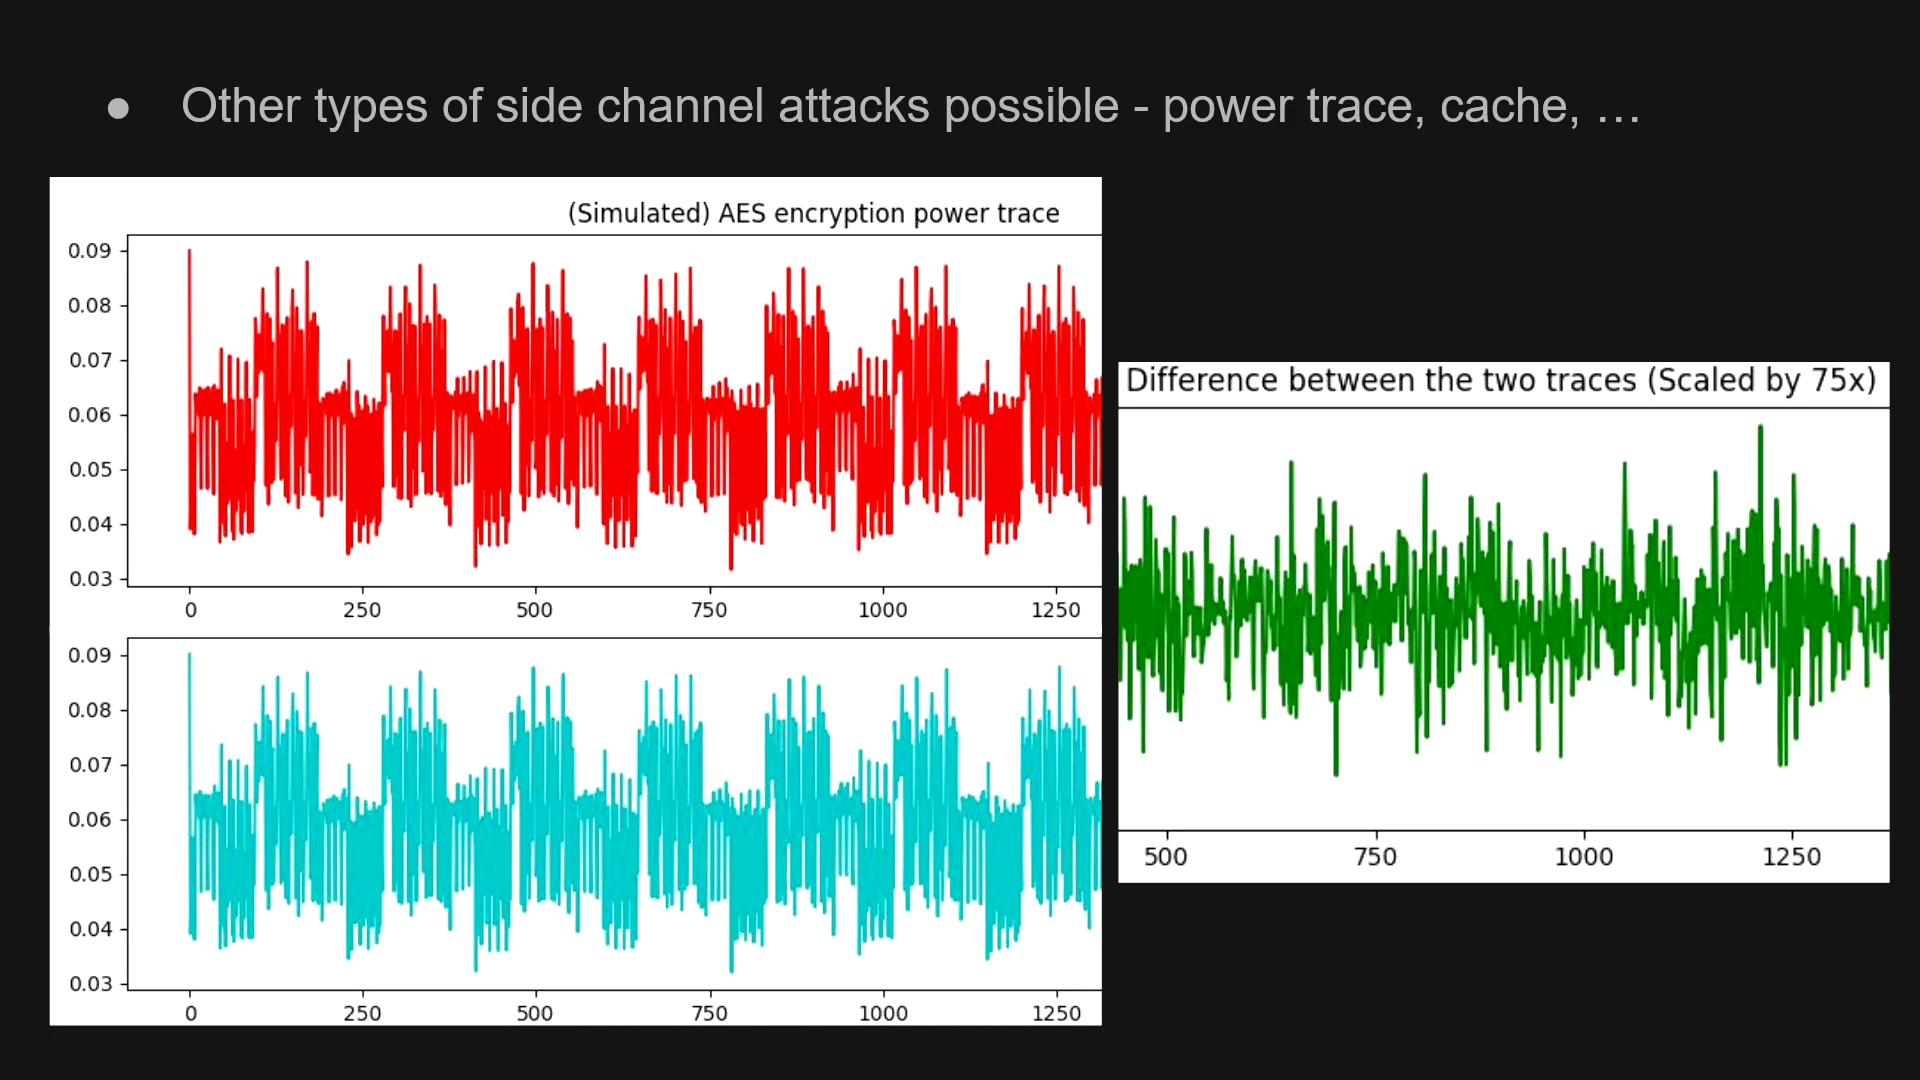 ● Other types of side channel attacks possible - power trace, cache, …
(Simulated) AES encryption power trace
0.09
0.08
0.07
0.06
0.05
0.04
0.03
0 250 500 750 1000 1250
0.09
0.08
0.07
0.06
0.05
0.04
0.03
0 250 500 750 1000 1250
Difference between the two traces (Scaled by 75x)
500 750 1000 1250